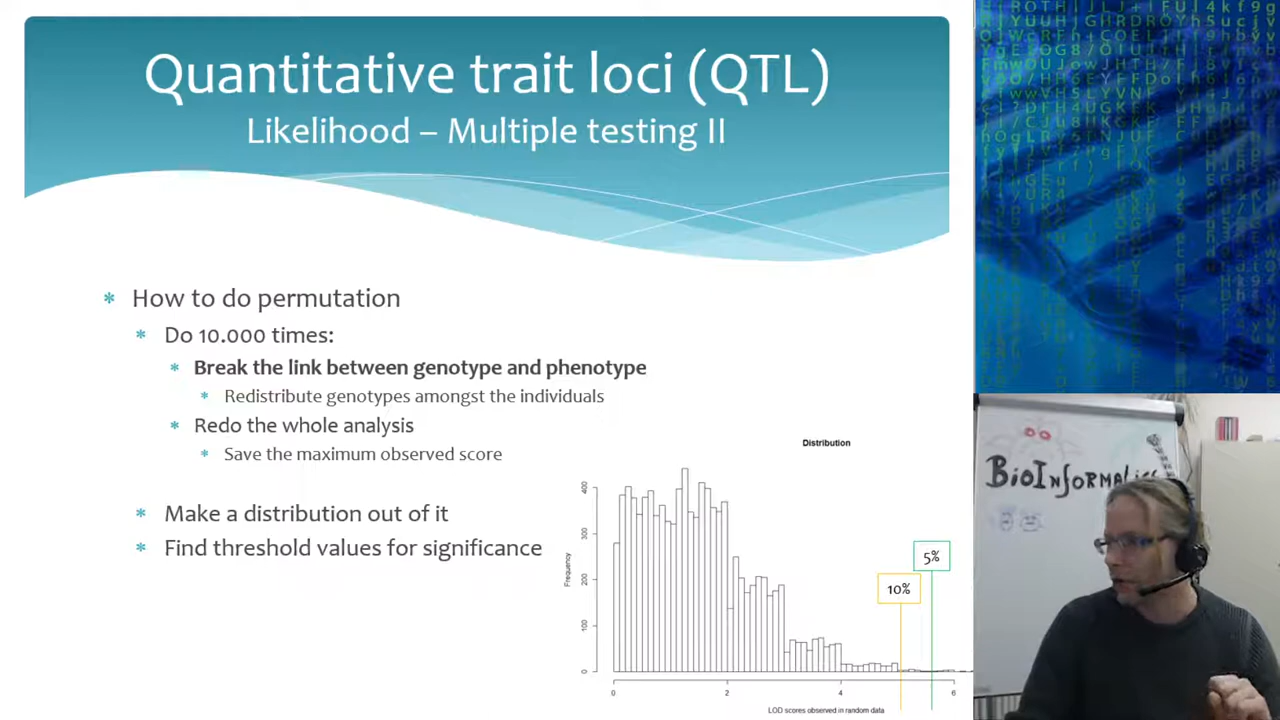 Quantitative trait loci (QTL)
Likelihood – Multiple testing II
* How to do permutation
* Do 10.000 times:
* Break the link between genotype and phenotype
* Redistribute genotypes amongst the individuals
* Redo the whole analysis
* Save the maximum observed score
* Make a distribution out of it
* Find threshold values for significance
Distribution
Frequency
400
300
200
100
0
10%
5%
0 2 4 6
LOD scores observed in random data
BioInformatics